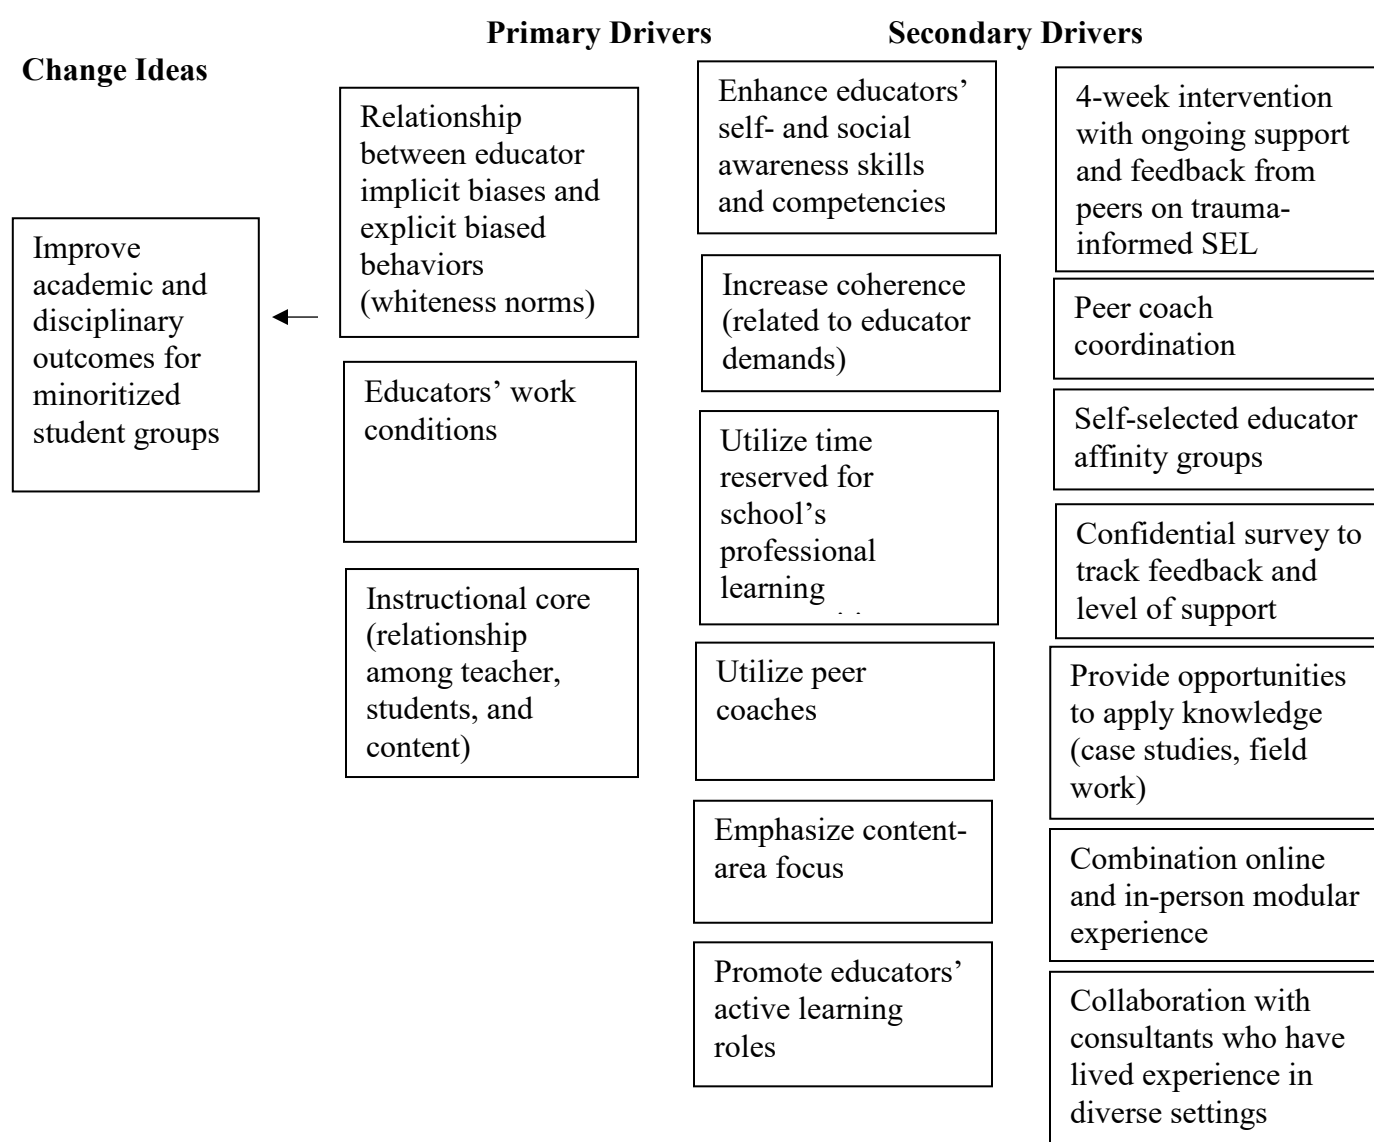 Primary Drivers
Secondary Drivers
Change Ideas
Improve
academic and
disciplinary
outcomes for
minoritized
student groups
Relationship
between educator
implicit biases and
explicit biased
behaviors
(whiteness norms)
Educators’ work
conditions
Instructional core
(relationship
among teacher,
students, and
content)
Enhance educators’
self- and social
awareness skills
and competencies
Increase coherence
(related to educator
demands)
Utilize time
reserved for
school’s
professional
learning
Utilize peer
coaches
Emphasize content-
area focus
Promote educators’
active learning
roles
4-week intervention
with ongoing support
and feedback from
peers on trauma-
informed SEL
Peer coach
coordination
Self-selected educator
affinity groups
Confidential survey to
track feedback and
level of support
Provide opportunities
to apply knowledge
(case studies, field
work)
Combination online
and in-person modular
experience
Collaboration with
consultants who have
lived experience in
diverse settings